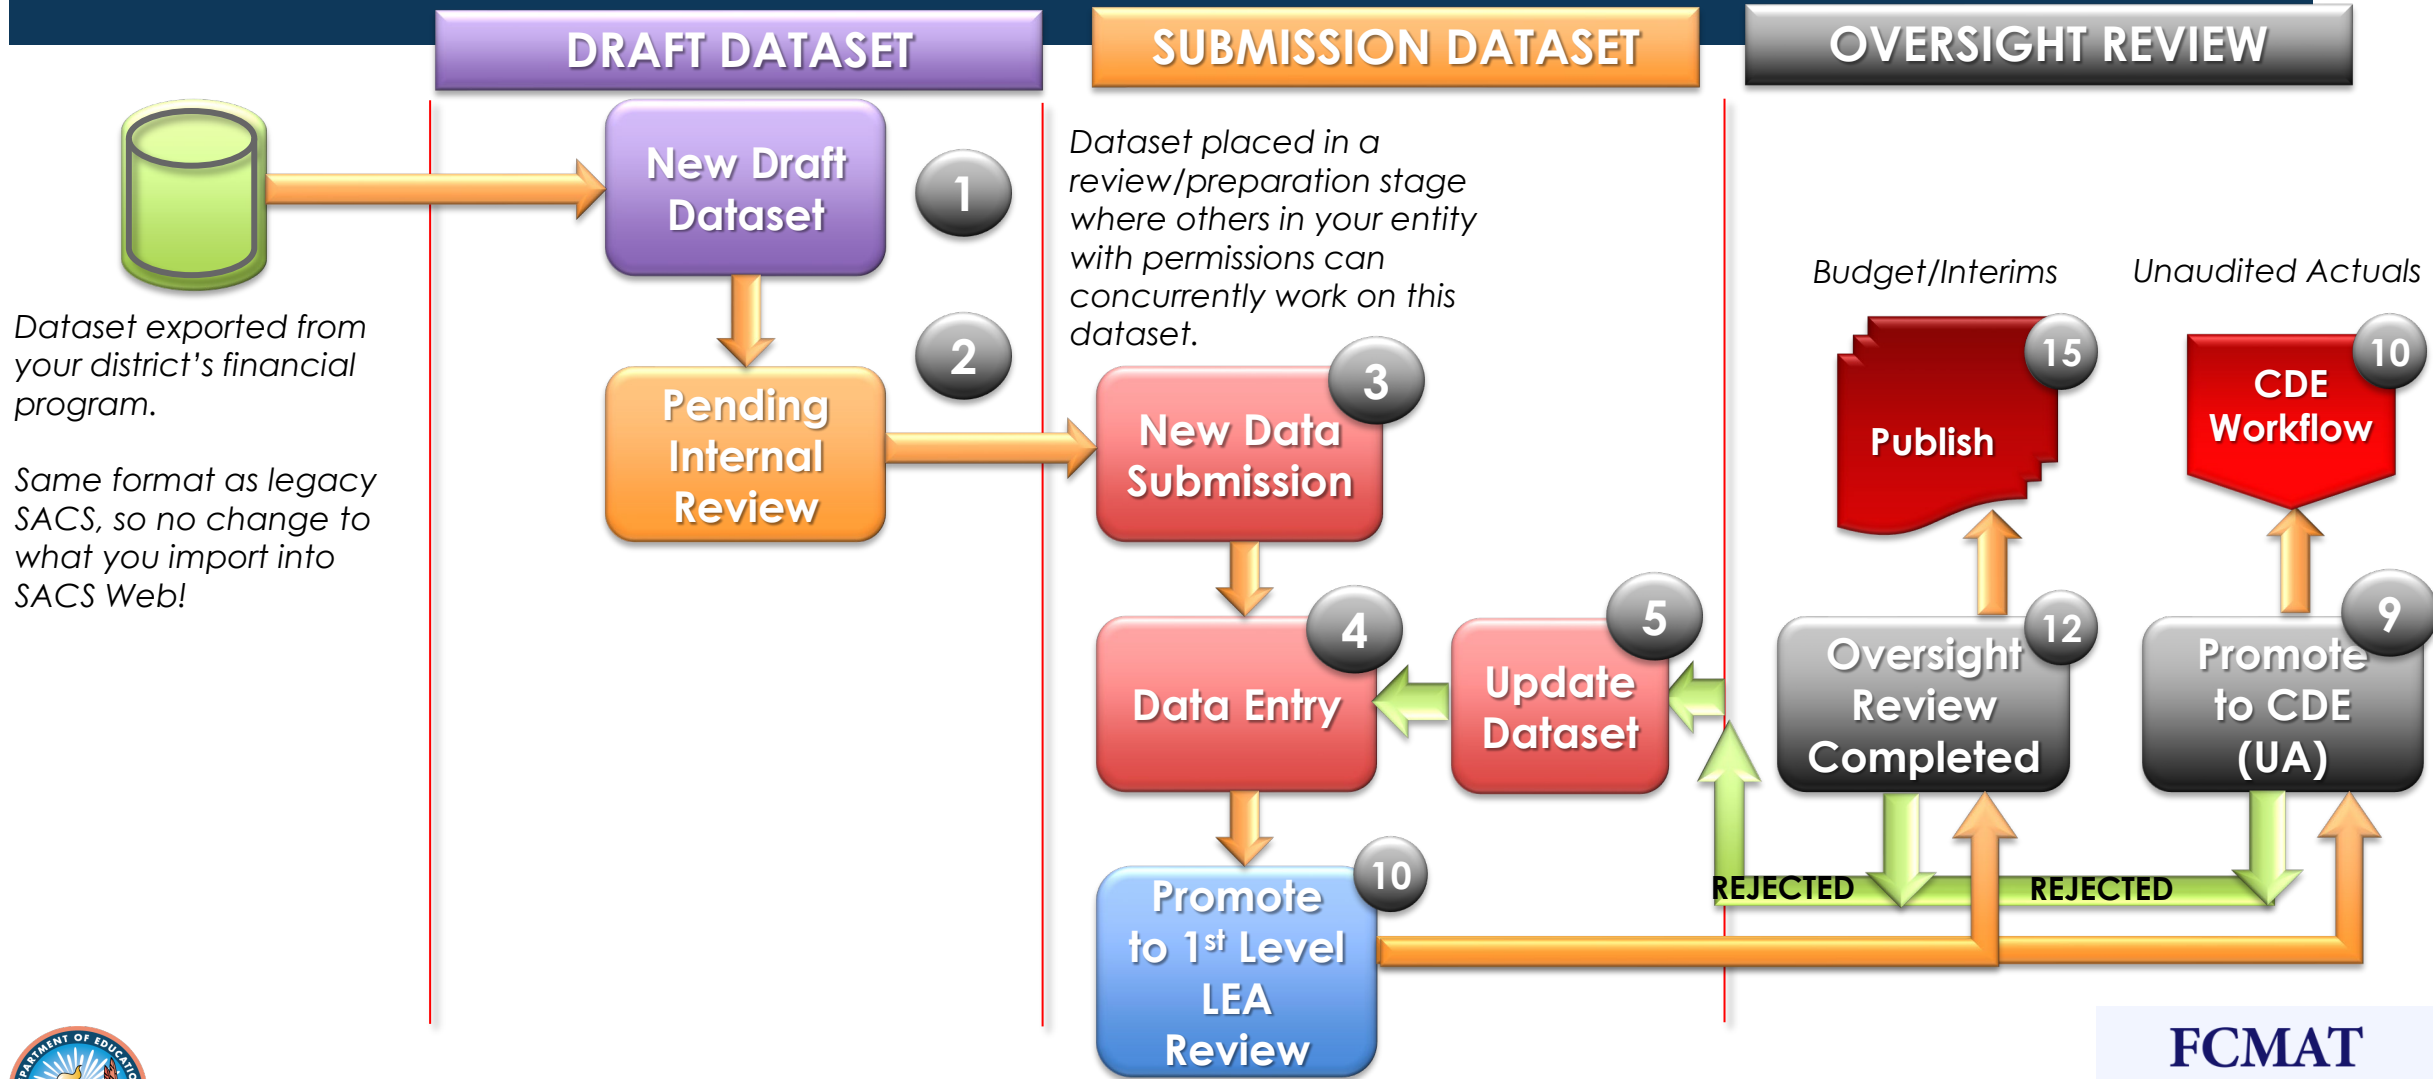 DRAFT DATASET
SUBMISSION DATASET
OVERSIGHT REVIEW
Dataset exported from
your district's financial
program.
Same format as legacy
SACS, so no change to
what you import into
SACS Web!
New Draft
Dataset
1
2
Pending
Internal
Review
Dataset placed in a
review/preparation stage
where others in your entity
with permissions can
concurrently work on this
dataset.
3
New Data
Submission
4
Data Entry
5
Update
Dataset
10
Promote
to 1st Level
LEA
Review
Budget/Interims
15
Publish
12
Oversight
Review
Completed
Unaudited Actuals
10
CDE
Workflow
9
Promote
to CDE
(UA)
REJECTED
REJECTED
FCMAT
ARTMENT OF EDUCATIO